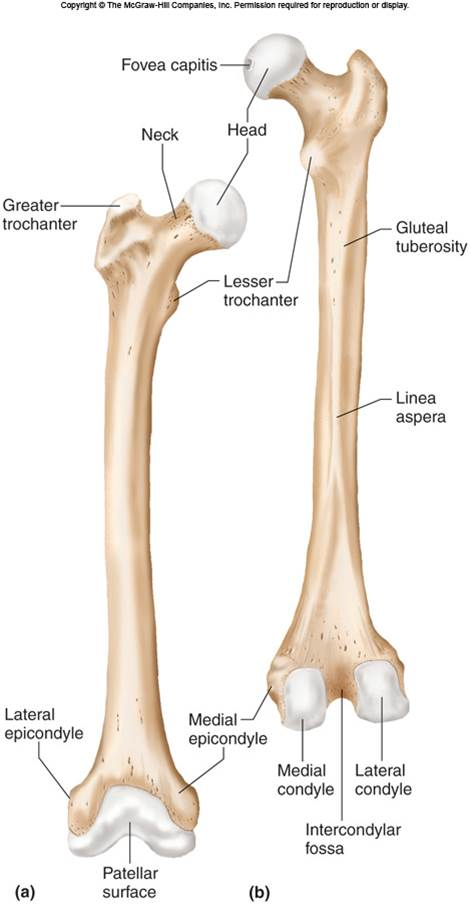 Copyright © The McGraw-Hill Companies, Inc. Permission required for reproduction or display.
Fovea capitis
Head
Neck
Greater
trochanter
Gluteal
tuberosity
Lesser
trochanter
Linea
aspera
Lateral
epicondyle
Medial
epicondyle
Medial
condyle
Lateral
condyle
Intercondylar
fossa
Patellar
surface
(a)
(b)